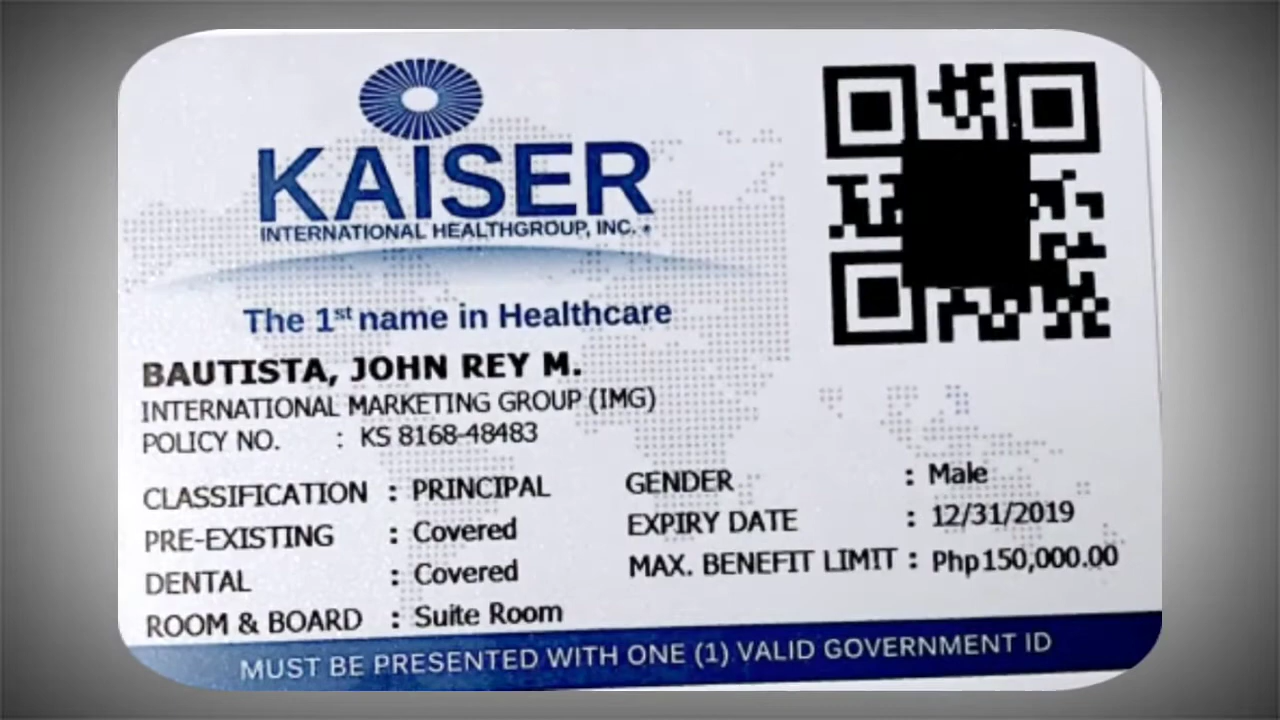 KAISER
INTERNATIONAL HEALTHGROUP, INC.
The 1st name in Healthcare
BAUTISTA, JOHN REY M.
INTERNATIONAL MARKETING GROUP (IMG)
POLICY NO. : KS 8168-48483
CLASSIFICATION : PRINCIPAL
PRE-EXISTING : Covered
DENTAL : Covered
ROOM & BOARD : Suite Room
GENDER : Male
EXPIRY DATE : 12/31/2019
MAX. BENEFIT LIMIT : Php150,000.00
MUST BE PRESENTED WITH ONE (1) VALID GOVERNMENT ID